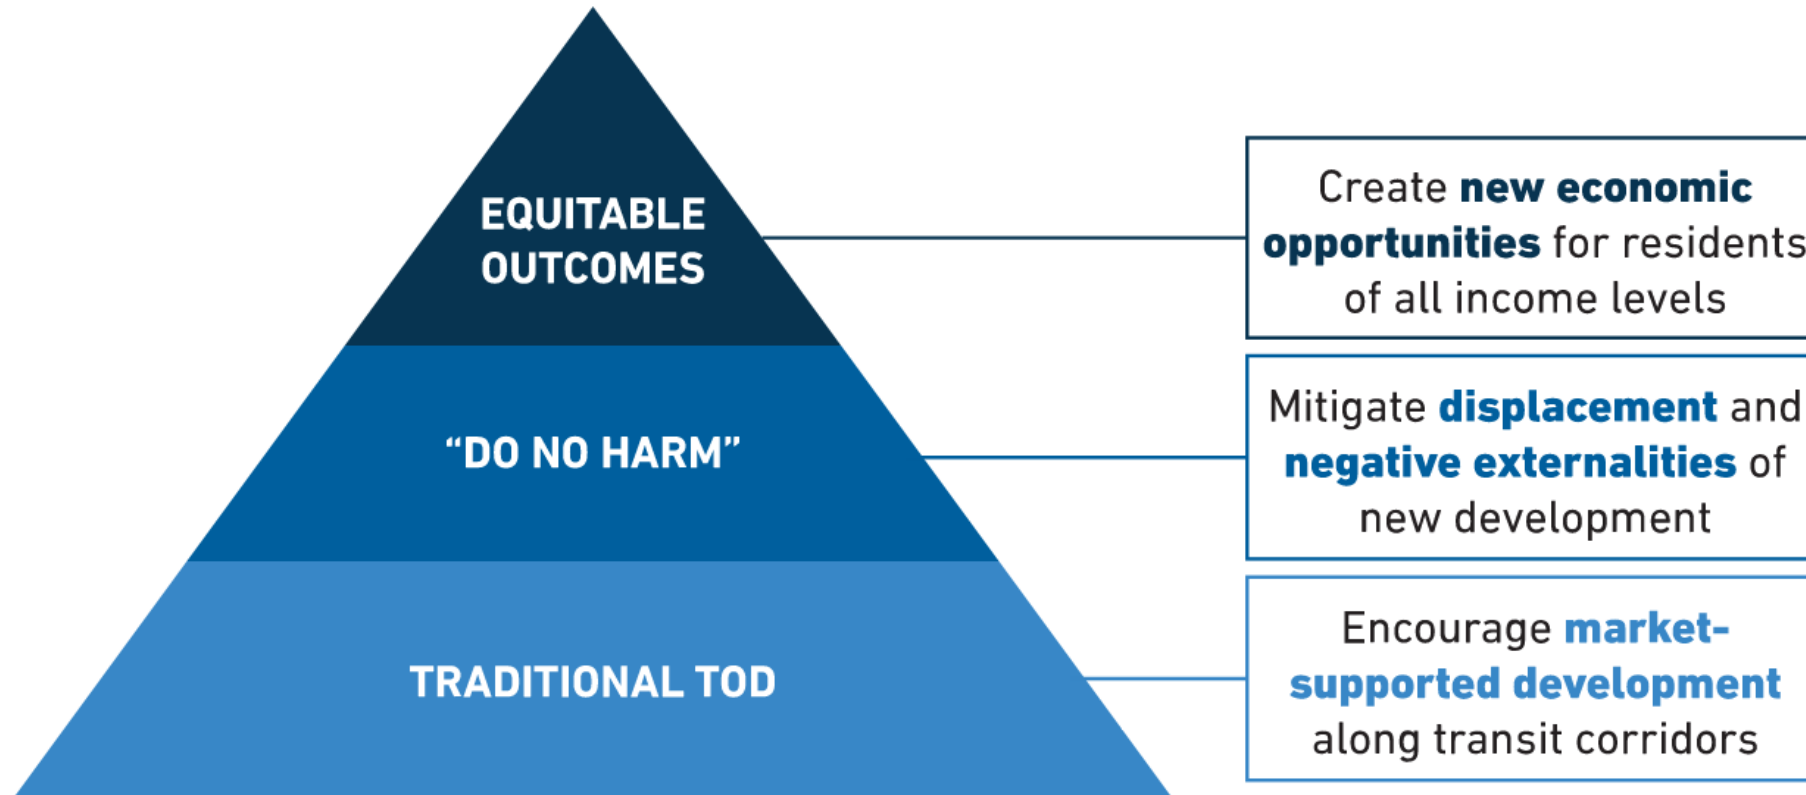 EQUITABLE
OUTCOMES
Create new economic
opportunities for residents
of all income levels
“DO NO HARM”
Mitigate displacement and
negative externalities of
new development
TRADITIONAL TOD
Encourage market-
supported development
along transit corridors